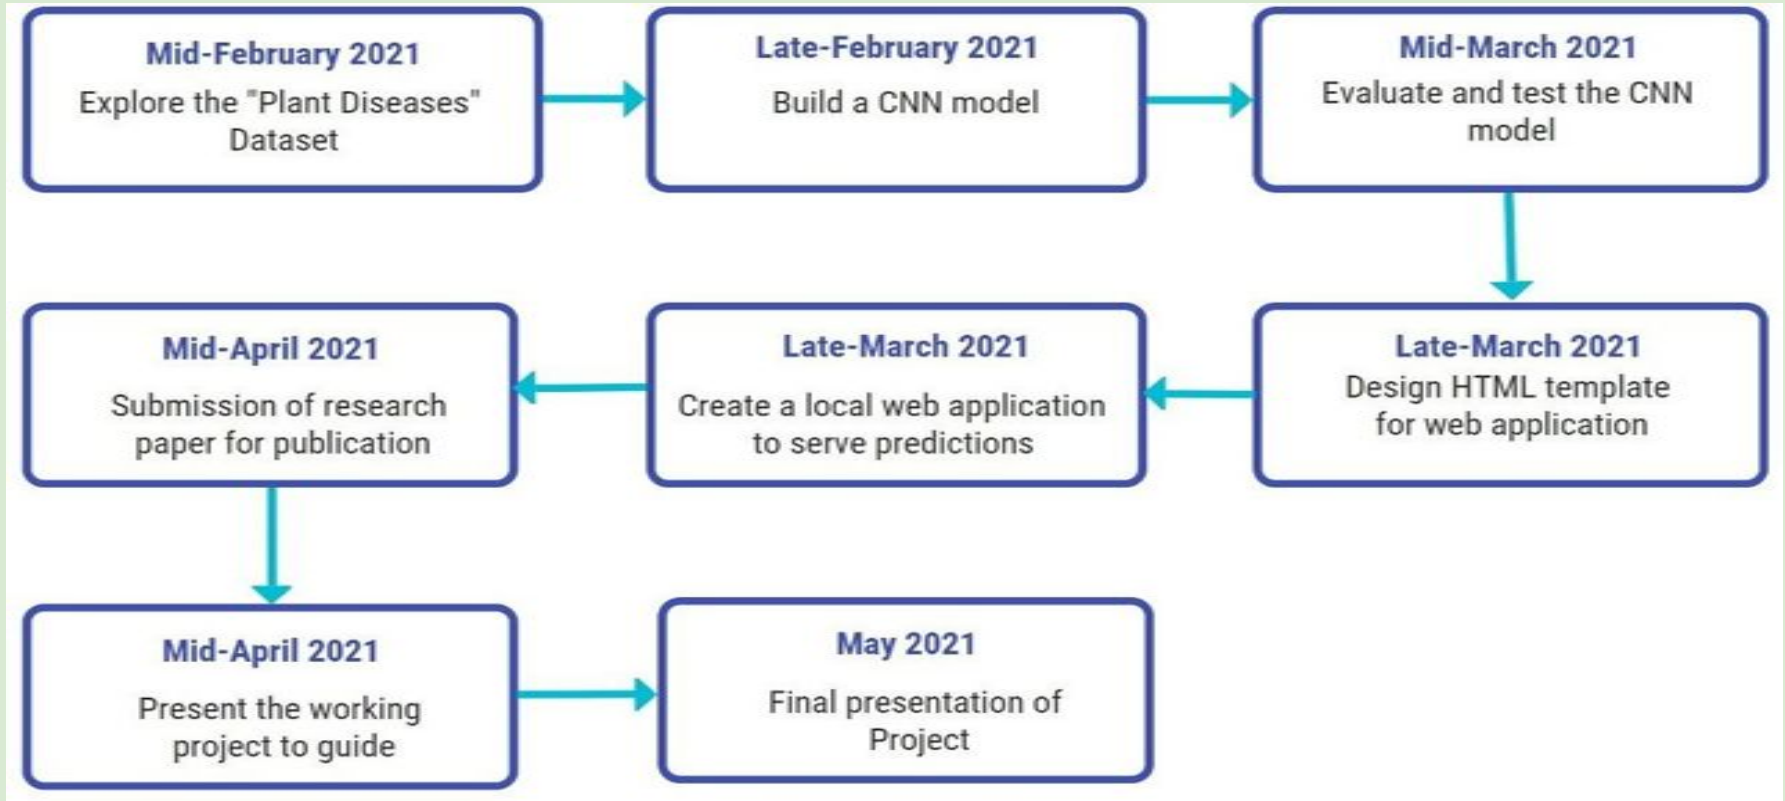 Mid-February 2021
Explore the "Plant Diseases"
Dataset
Late-February 2021
Build a CNN model
Mid-March 2021
Evaluate and test the CNN
model
Late-March 2021
Design HTML template
for web application
Late-March 2021
Create a local web application
to serve predictions
Mid-April 2021
Submission of research
paper for publication
Mid-April 2021
Present the working
project to guide
May 2021
Final presentation of
Project